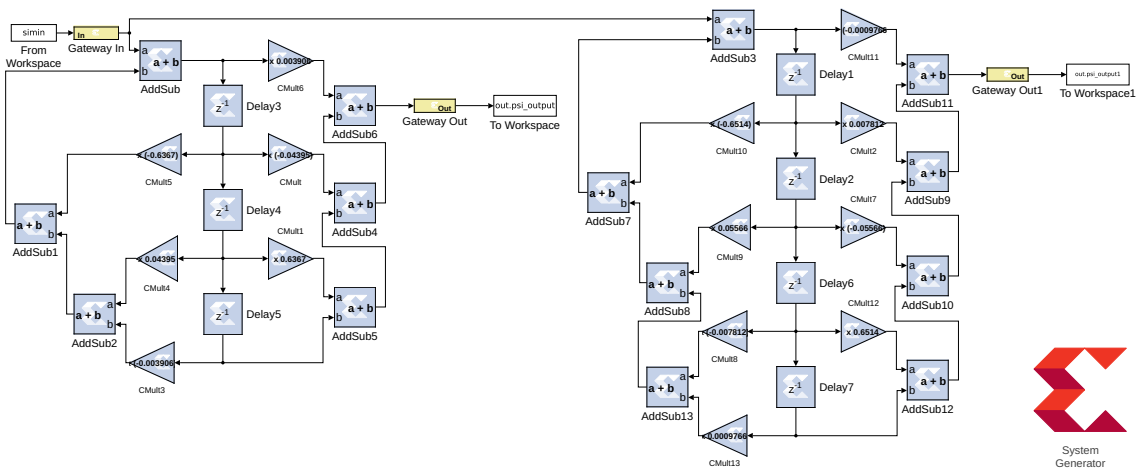 simin
From
Workspace
In
Gateway In
a
b
a + b
AddSub
x 0.003906
CMult6
z-1
Delay3
a
b
a + b
AddSub6
Out
Gateway Out
out.psi_output
To Workspace
x (-0.6367)
CMult5
x (-0.04395)
CMult
z-1
Delay4
a
b
a + b
AddSub4
a
b
a + b
AddSub1
x 0.04395
CMult4
CMult1
x 0.6367
z-1
Delay5
a
b
a + b
AddSub5
a
b
a + b
AddSub2
(-0.003906)
CMult3
a
b
a + b
AddSub3
(-0.0009766
CMult11
z-1
Delay1
a
b
a + b
AddSub11
Out
Gateway Out1
out.psi_output1
To Workspace1
x (-0.6514)
CMult10
x 0.007812
CMult2
z-1
Delay2
a
b
a + b
AddSub9
a
b
a + b
AddSub7
x 0.05566
CMult9
CMult7
x (-0.05566)
z-1
Delay6
a
b
a + b
AddSub10
a
b
a + b
AddSub8
(-0.007812)
CMult8
CMult12
x 0.6514
z-1
Delay7
a
b
a + b
AddSub12
a
b
a + b
AddSub13
x 0.0009766
CMult13
System
Generator